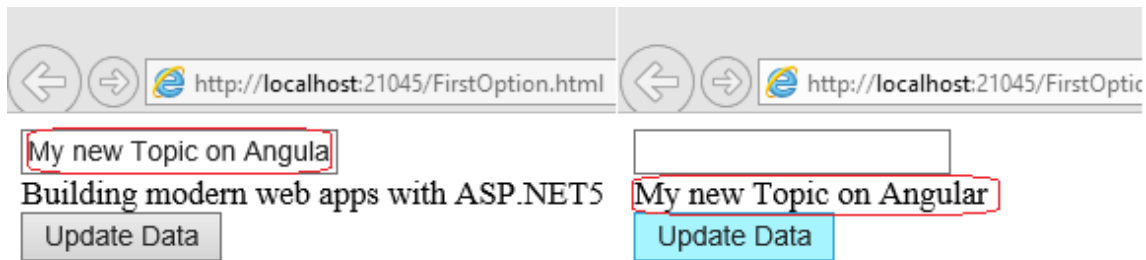 http://localhost:21045/FirstOption.html
My new Topic on Angula
Building modern web apps with ASP.NET5
Update Data
http://localhost:21045/FirstOptic
My new Topic on Angular
Update Data